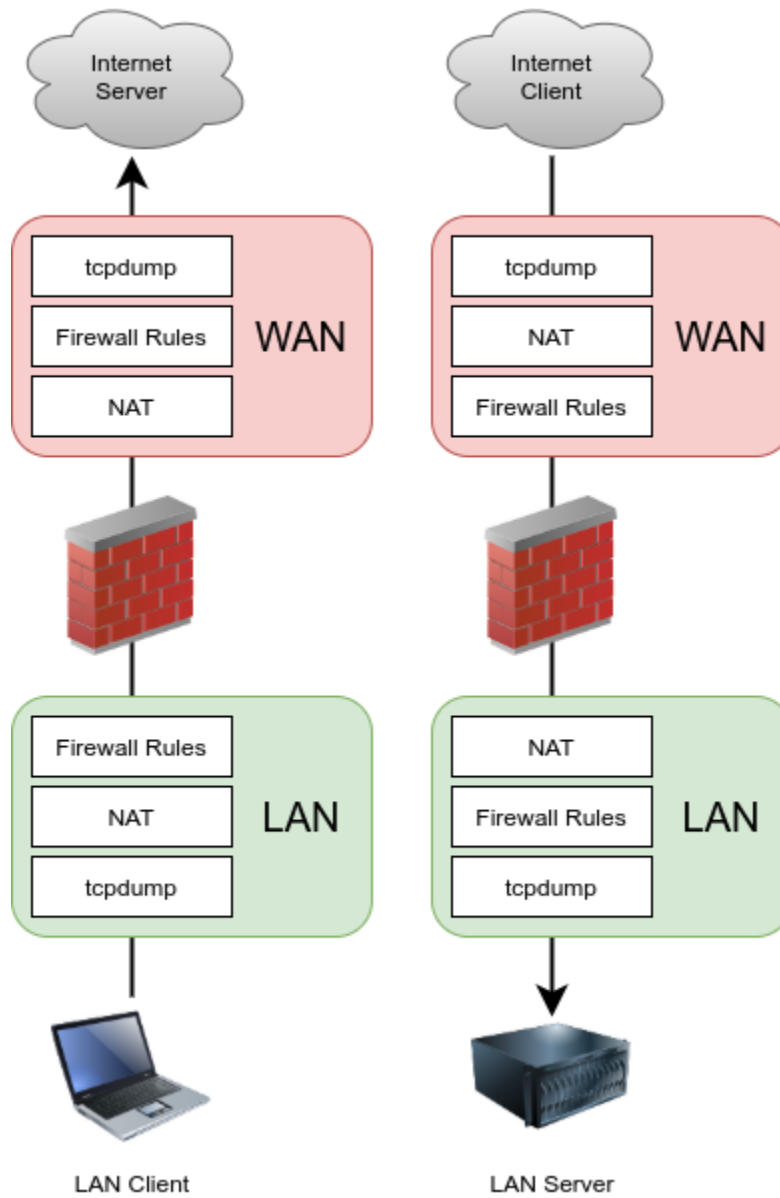 Internet
Server
tcpdump
Firewall Rules
NAT
WAN
Firewall Rules
NAT
tcpdump
LAN
LAN Client
Internet
Client
tcpdump
NAT
Firewall Rules
WAN
NAT
Firewall Rules
tcpdump
LAN
LAN Server